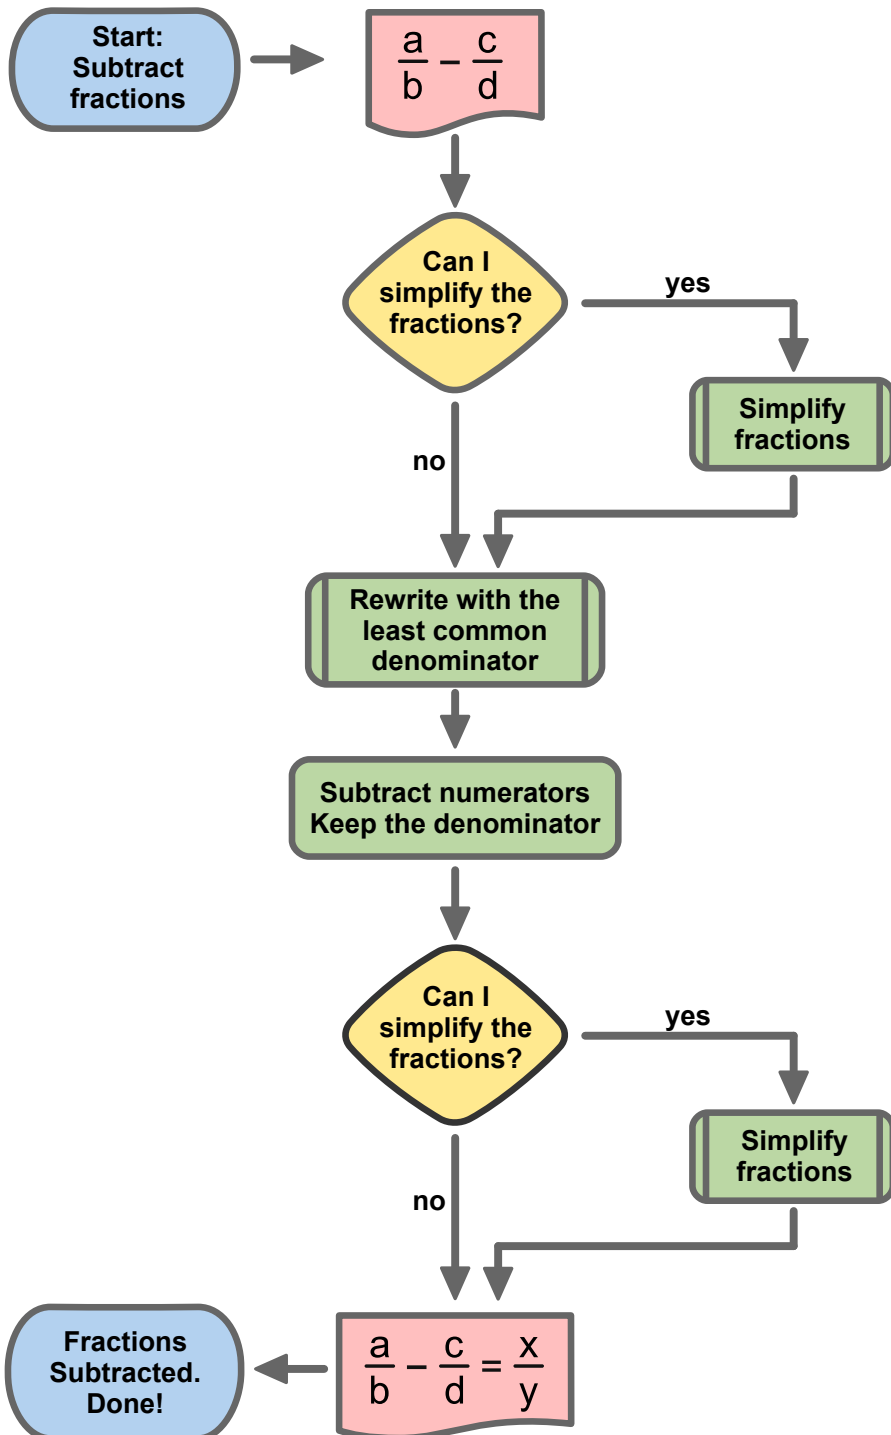 Start:
Subtract
fractions
a/b − c/d
Can I
simplify the
fractions?
yes
Simplify
fractions
no
Rewrite with the
least common
denominator
Subtract numerators
Keep the denominator
Can I
simplify the
fractions?
yes
Simplify
fractions
no
a/b − c/d = x/y
Fractions
Subtracted.
Done!